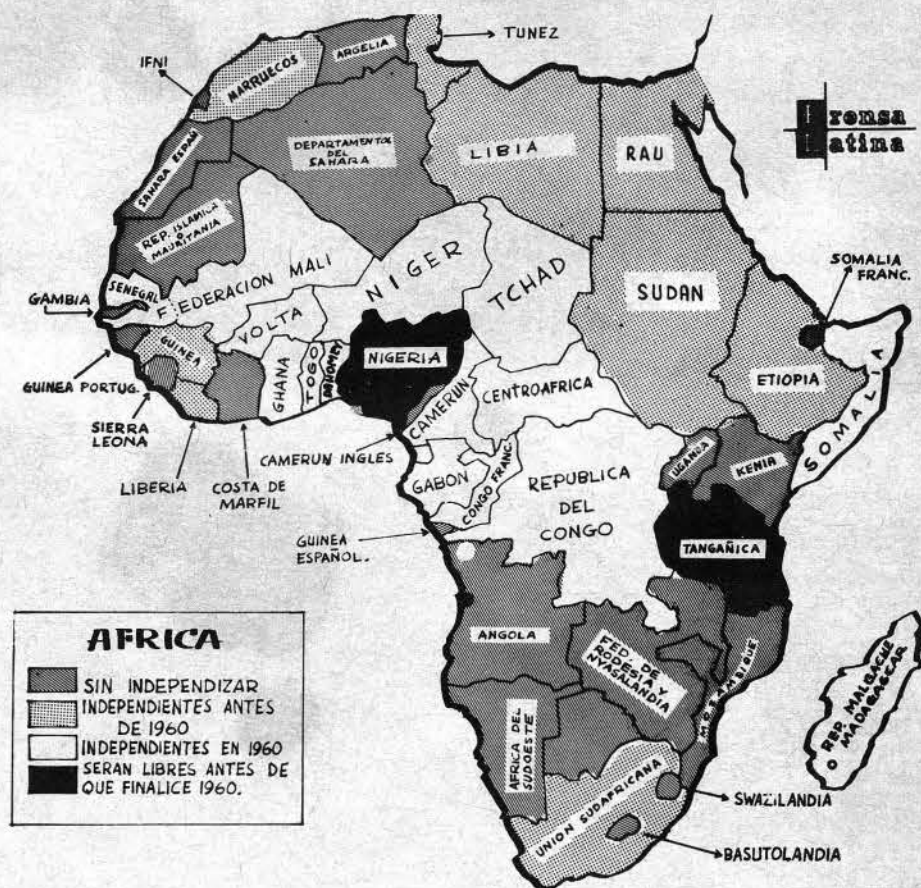 TUNEZ
IFNI
MARRUECOS
ARGELIA
Prensa
Latina
SAHARA ESPAÑ
DEPARTAMENTOS
DEL
SAHARA
LIBIA
RAU
REP. ISLAMICA
O
MAURITANIA
SENEGAL
FEDERACION MALI
NIGER
TCHAD
SUDAN
SOMALIA
FRANC.
GAMBIA
GUINEA
VOLTA
GHANA
TOGO
DAHOMEY
NIGERIA
CAMERUN
CENTROAFRICA
ETIOPIA
SOMALIA
GUINEA PORTUG.
SIERRA
LEONA
LIBERIA
COSTA DE
MARFIL
CAMERUN INGLES
GABON
CONGO FRANC.
REPUBLICA
DEL
CONGO
UGANDA
KENIA
GUINEA
ESPAÑOL.
TANGAÑICA
ANGOLA
FED. DE
RODESIA Y
NYASALANDIA
MOZAMBIQUE
REP. MALGACHE
O MADAGASCAR
AFRICA DEL
SUDOESTE
UNION SUDAFRICANA
SWAZILANDIA
BASUTOLANDIA
AFRICA
SIN INDEPENDIZAR
INDEPENDIENTES ANTES
DE 1960
INDEPENDIENTES EN 1960
SERAN LIBRES ANTES DE
QUE FINALICE 1960.